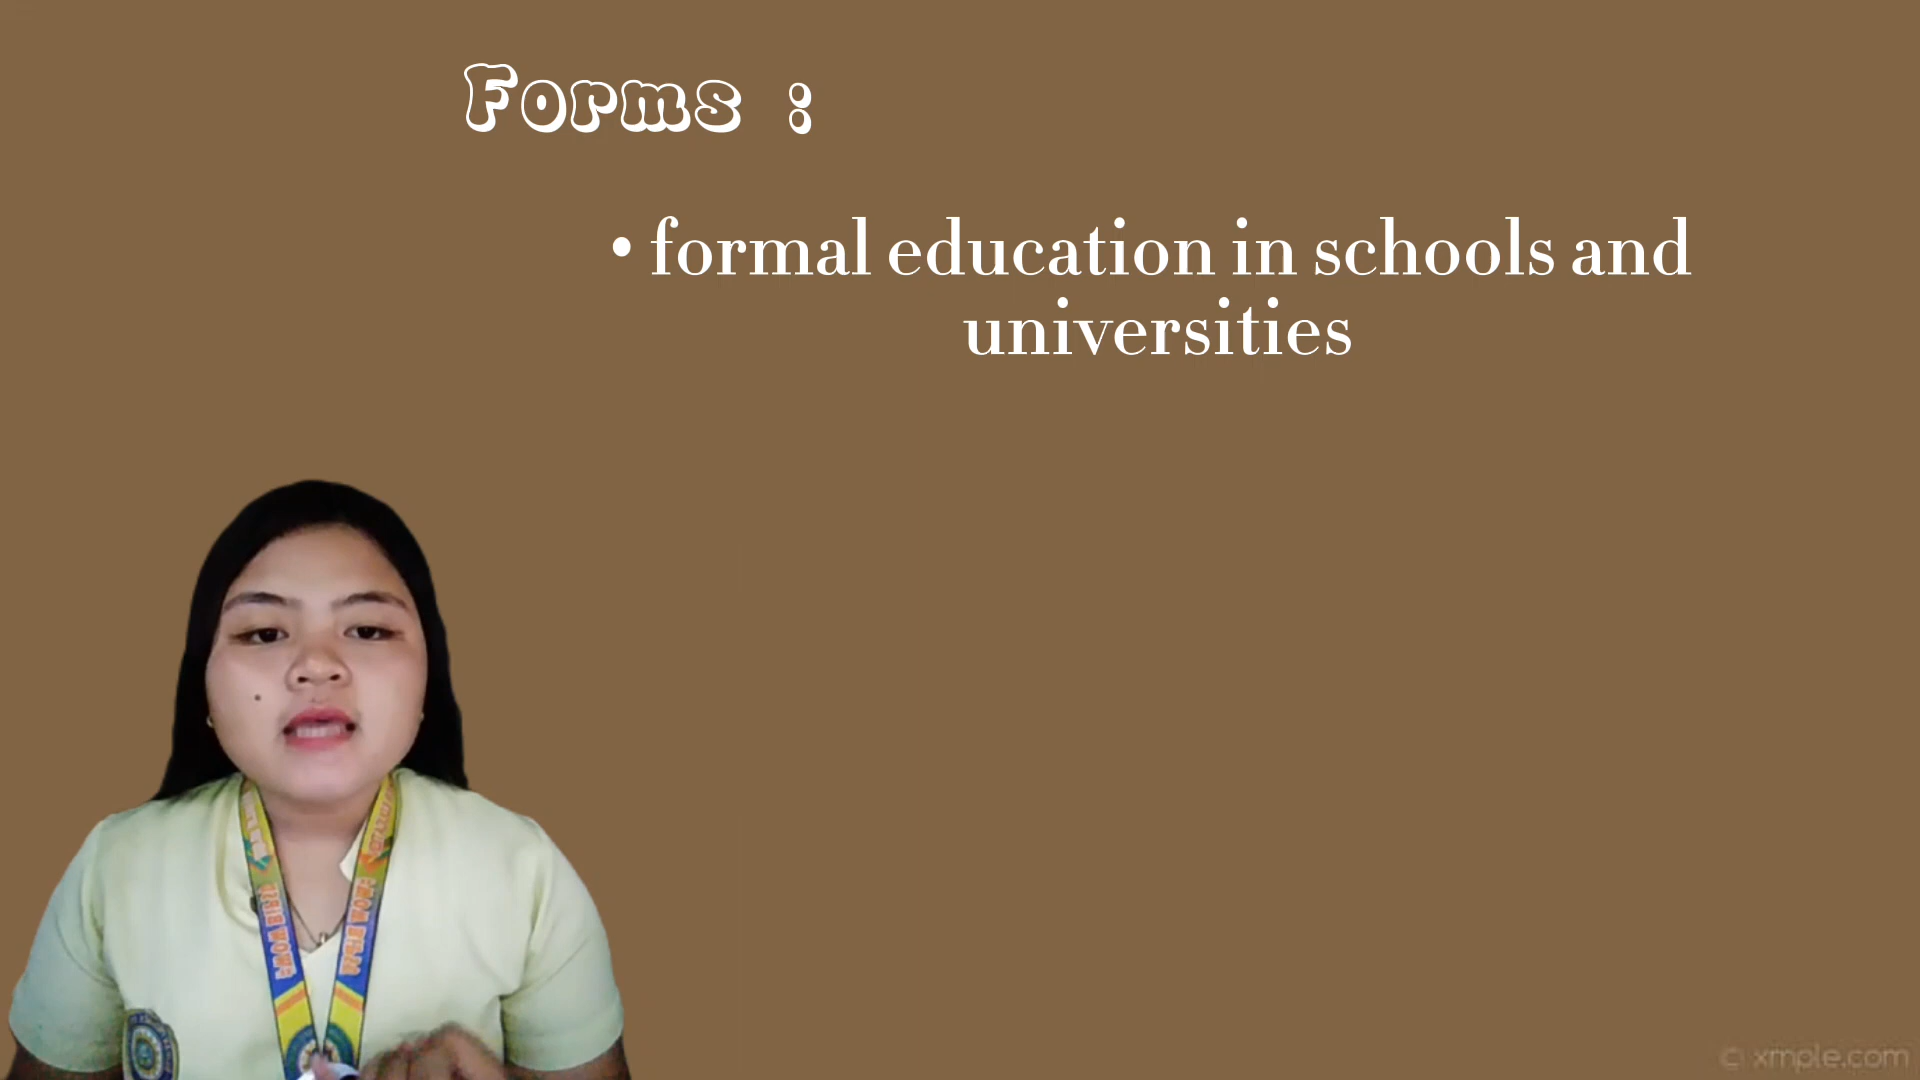 Forms :
• formal education in schools and
universities
© xmple.com